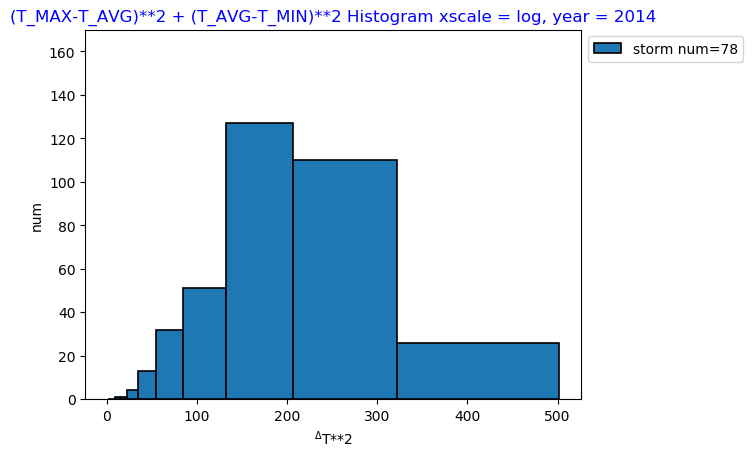 (T_MAX-T_AVG)**2 + (T_AVG-T_MIN)**2 Histogram xscale = log, year = 2014
storm num=78
160
140
120
100
80
60
40
20
0
num
0 100 200 300 400 500
ΔT**2